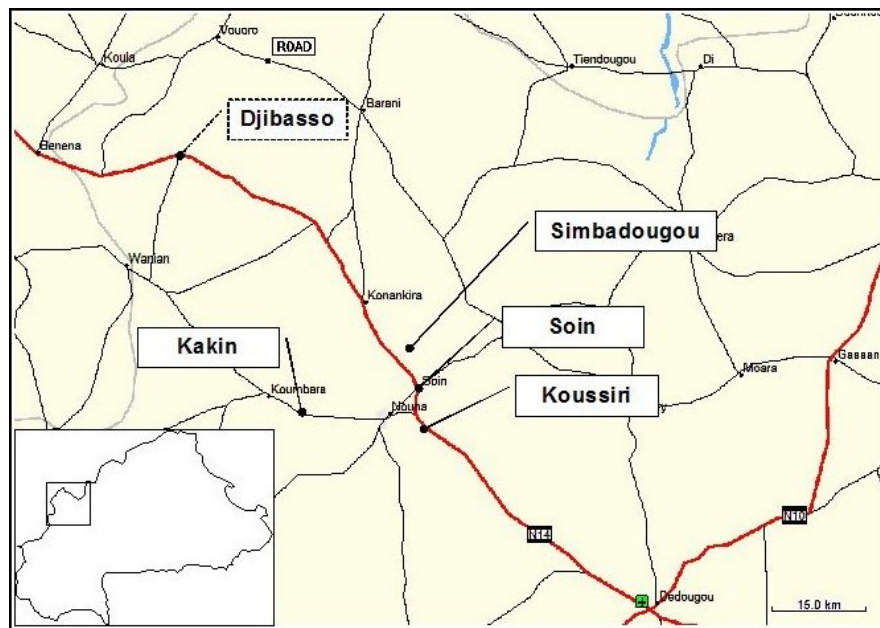 Vouoro
Koula
ROAD
Tiendougou
Di
Barani
Djibasso
Benena
Simbadougou
Wanian
Konankira
Soin
Kakin
Soin
Moara
Gassan
Koumbara
Nouna
Koussiri
N14
N10
Dedougou
15.0 km